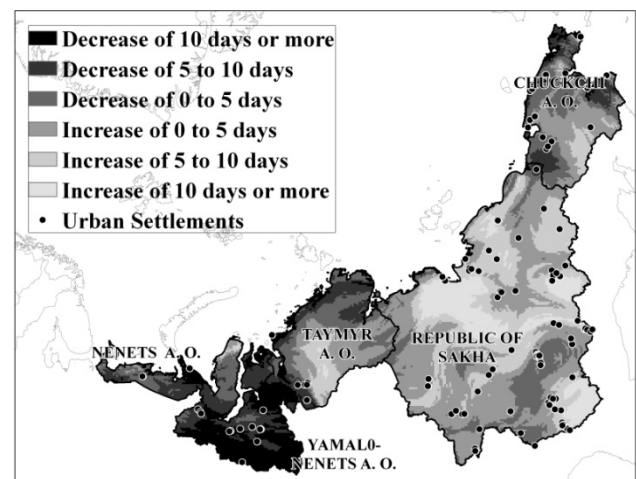 Decrease of 10 days or more
Decrease of 5 to 10 days
Decrease of 0 to 5 days
Increase of 0 to 5 days
Increase of 5 to 10 days
Increase of 10 days or more
Urban Settlements
CHUCKCHI
A. O.
NENETS A. O.
TAYMYR
A. O.
REPUBLIC OF
SAKHA
YAMAL0-
NENETS A. O.